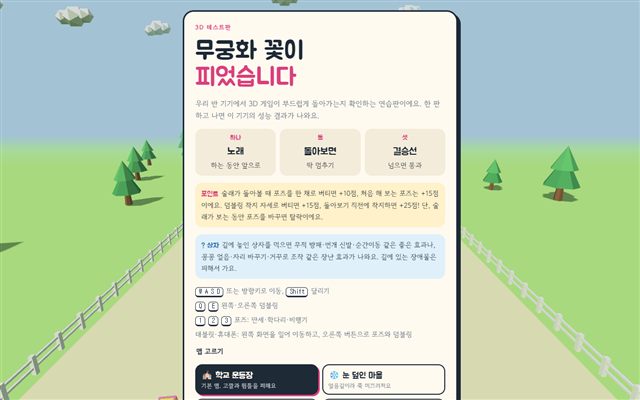 3D 테스트판
무궁화 꽃이
피었습니다
우리 반 기기에서 3D 게임이 부드럽게 돌아가는지 확인하는 연습판이에요. 한 판
하고 나면 이 기기의 성능 결과가 나와요.
하나
노래
하는 동안 앞으로
둘
돌아보면
딱 멈추기
셋
결승선
넘으면 통과
포인트 술래가 돌아볼 때 포즈를 한 채로 버티면 +10점, 처음 해 보는 포즈는 +15점
이에요. 덤블링 착지 자세로 버티면 +15점, 돌아보기 직전에 착지하면 +25점! 단, 술
래가 보는 동안 포즈를 바꾸면 탈락이에요.
? 상자 길에 놓인 상자를 먹으면 무적 방패·번개 신발·순간이동 같은 좋은 효과나,
꽁꽁 얼음·자리 바꾸기·거꾸로 조작 같은 장난 효과가 나와요. 길에 있는 장애물은
피해서 가요.
W A S D 또는 방향키로 이동, Shift 달리기
Q E 왼쪽·오른쪽 덤블링
1 2 3 포즈: 만세·학다리·비행기
태블릿·휴대폰: 왼쪽 화면을 밀어 이동하고, 오른쪽 버튼으로 포즈와 덤블링
맵 고르기
학교 운동장
기본 맵. 고깔과 뜀틀을 피해요
눈 덮인 마을
얼음길이라 쭉 미끄러져요